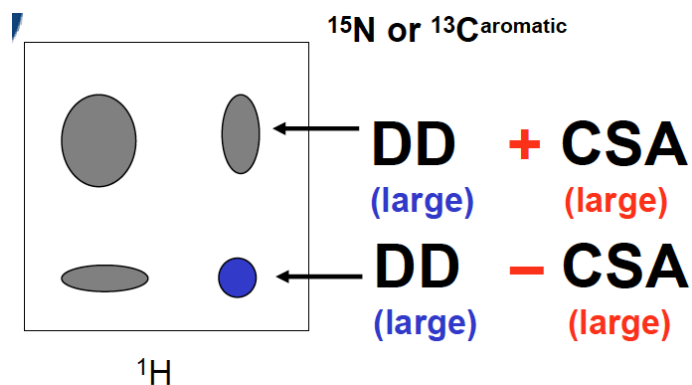 ¹⁵N or ¹³Cᵃʳᵒᵐᵃᵗⁱᶜ
DD + CSA
(large) (large)
DD – CSA
(large) (large)
¹H